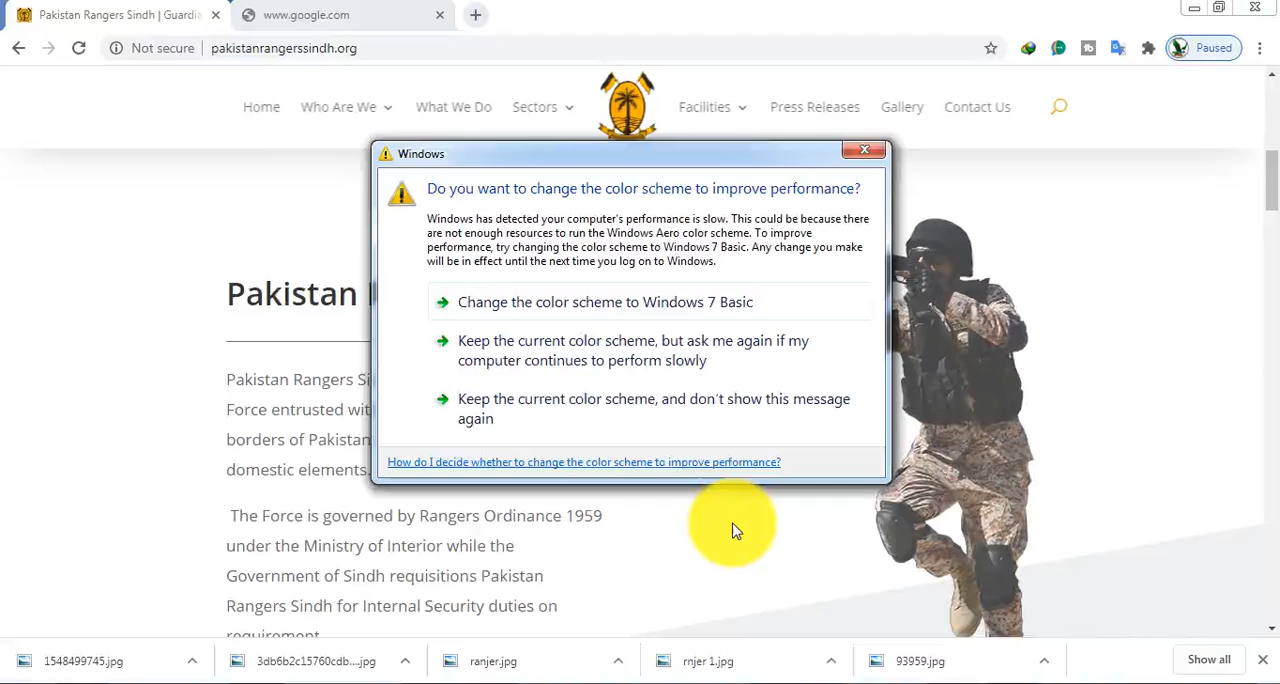 Pakistan Rangers Sindh | Guardia
www.google.com
Not secure
pakistanrangerssindh.org
Paused
Home
Who Are We
What We Do
Sectors
Facilities
Press Releases
Gallery
Contact Us
Windows
Do you want to change the color scheme to improve performance?
Windows has detected your computer's performance is slow. This could be because there
are not enough resources to run the Windows Aero color scheme. To improve
performance, try changing the color scheme to Windows 7 Basic. Any change you make
will be in effect until the next time you log on to Windows.
Change the color scheme to Windows 7 Basic
Keep the current color scheme, but ask me again if my
computer continues to perform slowly
Keep the current color scheme, and don't show this message
again
How do I decide whether to change the color scheme to improve performance?
Pakistan
Pakistan Rangers Si
Force entrusted wit
borders of Pakistan
domestic elements.
The Force is governed by Rangers Ordinance 1959
under the Ministry of Interior while the
Government of Sindh requisitions Pakistan
Rangers Sindh for Internal Security duties on
requirement
1548499745.jpg
3db6b2c15760cdb....jpg
ranjer.jpg
rnjer 1.jpg
93959.jpg
Show all